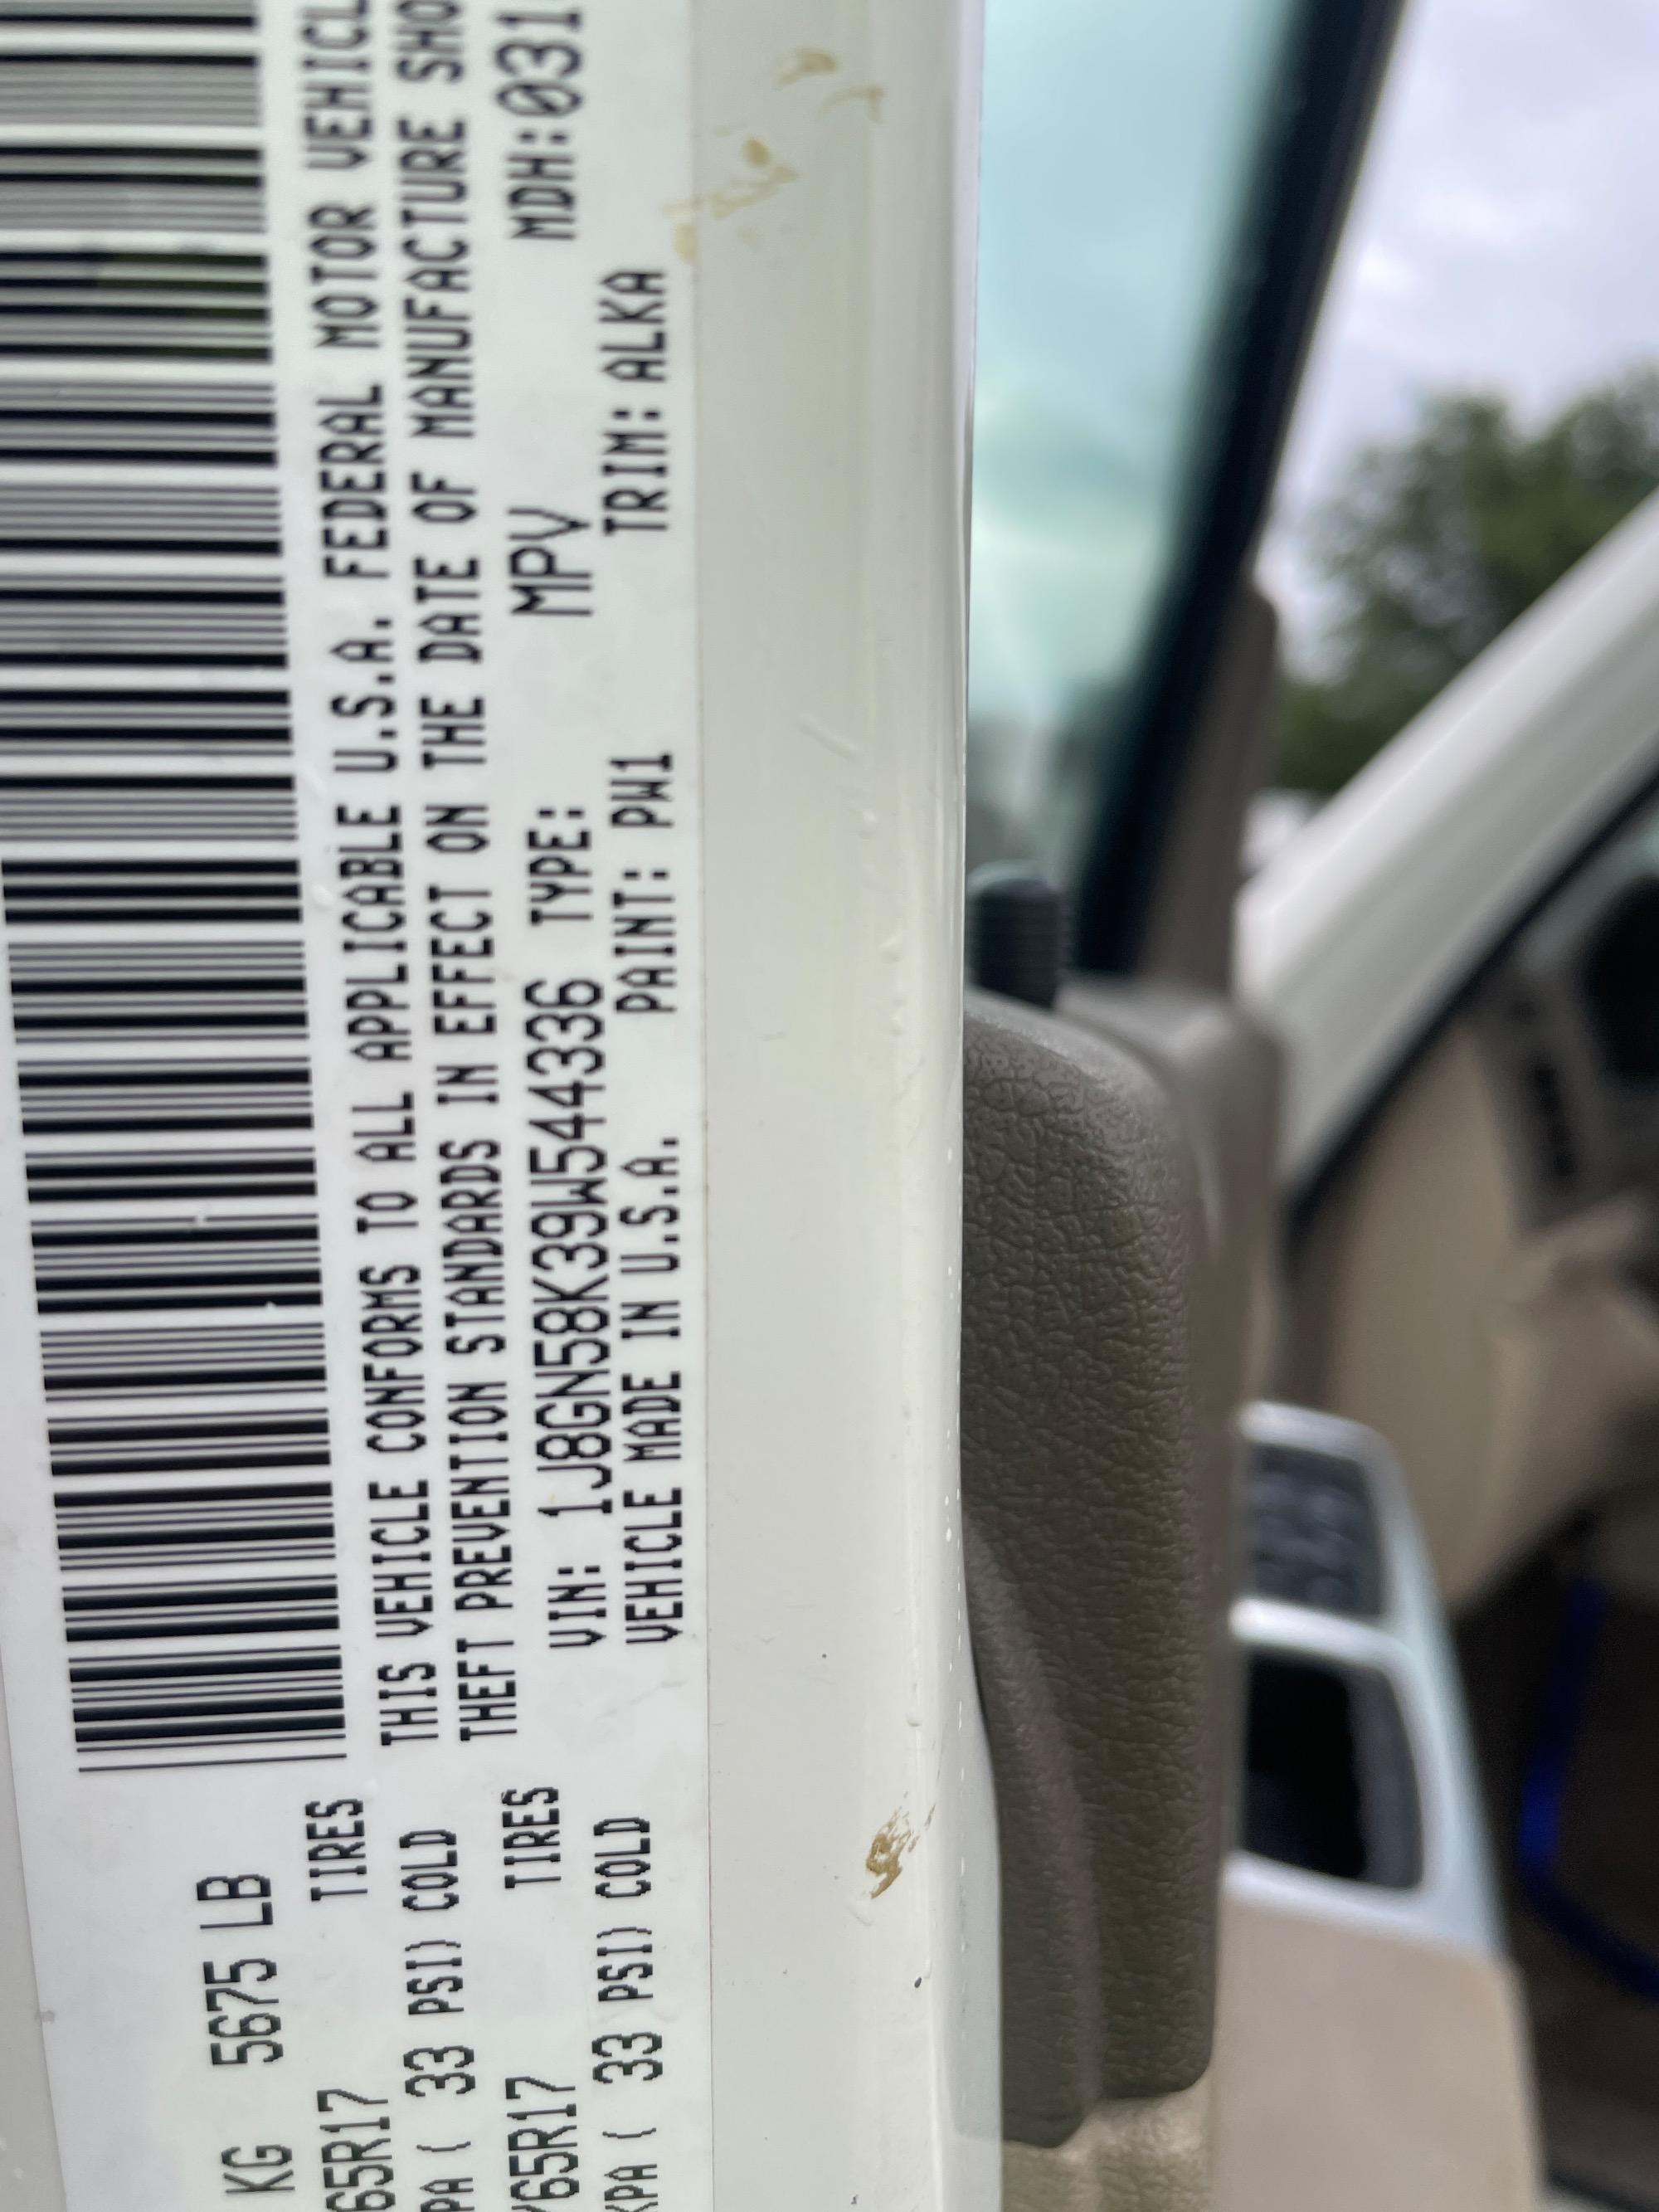 KG 5675 LB
65R17 TIRES
PA ( 33 PSI) COLD
65R17 TIRES
KPA ( 33 PSI) COLD
THIS VEHICLE CONFORMS TO ALL APPLICABLE U.S.A. FEDERAL MOTOR VEHICL
THEFT PREVENTION STANDARDS IN EFFECT ON THE DATE OF MANUFACTURE SHO
VIN: 1J8GN58K39W544336 TYPE: MPV MDH:031
VEHICLE MADE IN U.S.A. PAINT: PW1 TRIM: ALKA